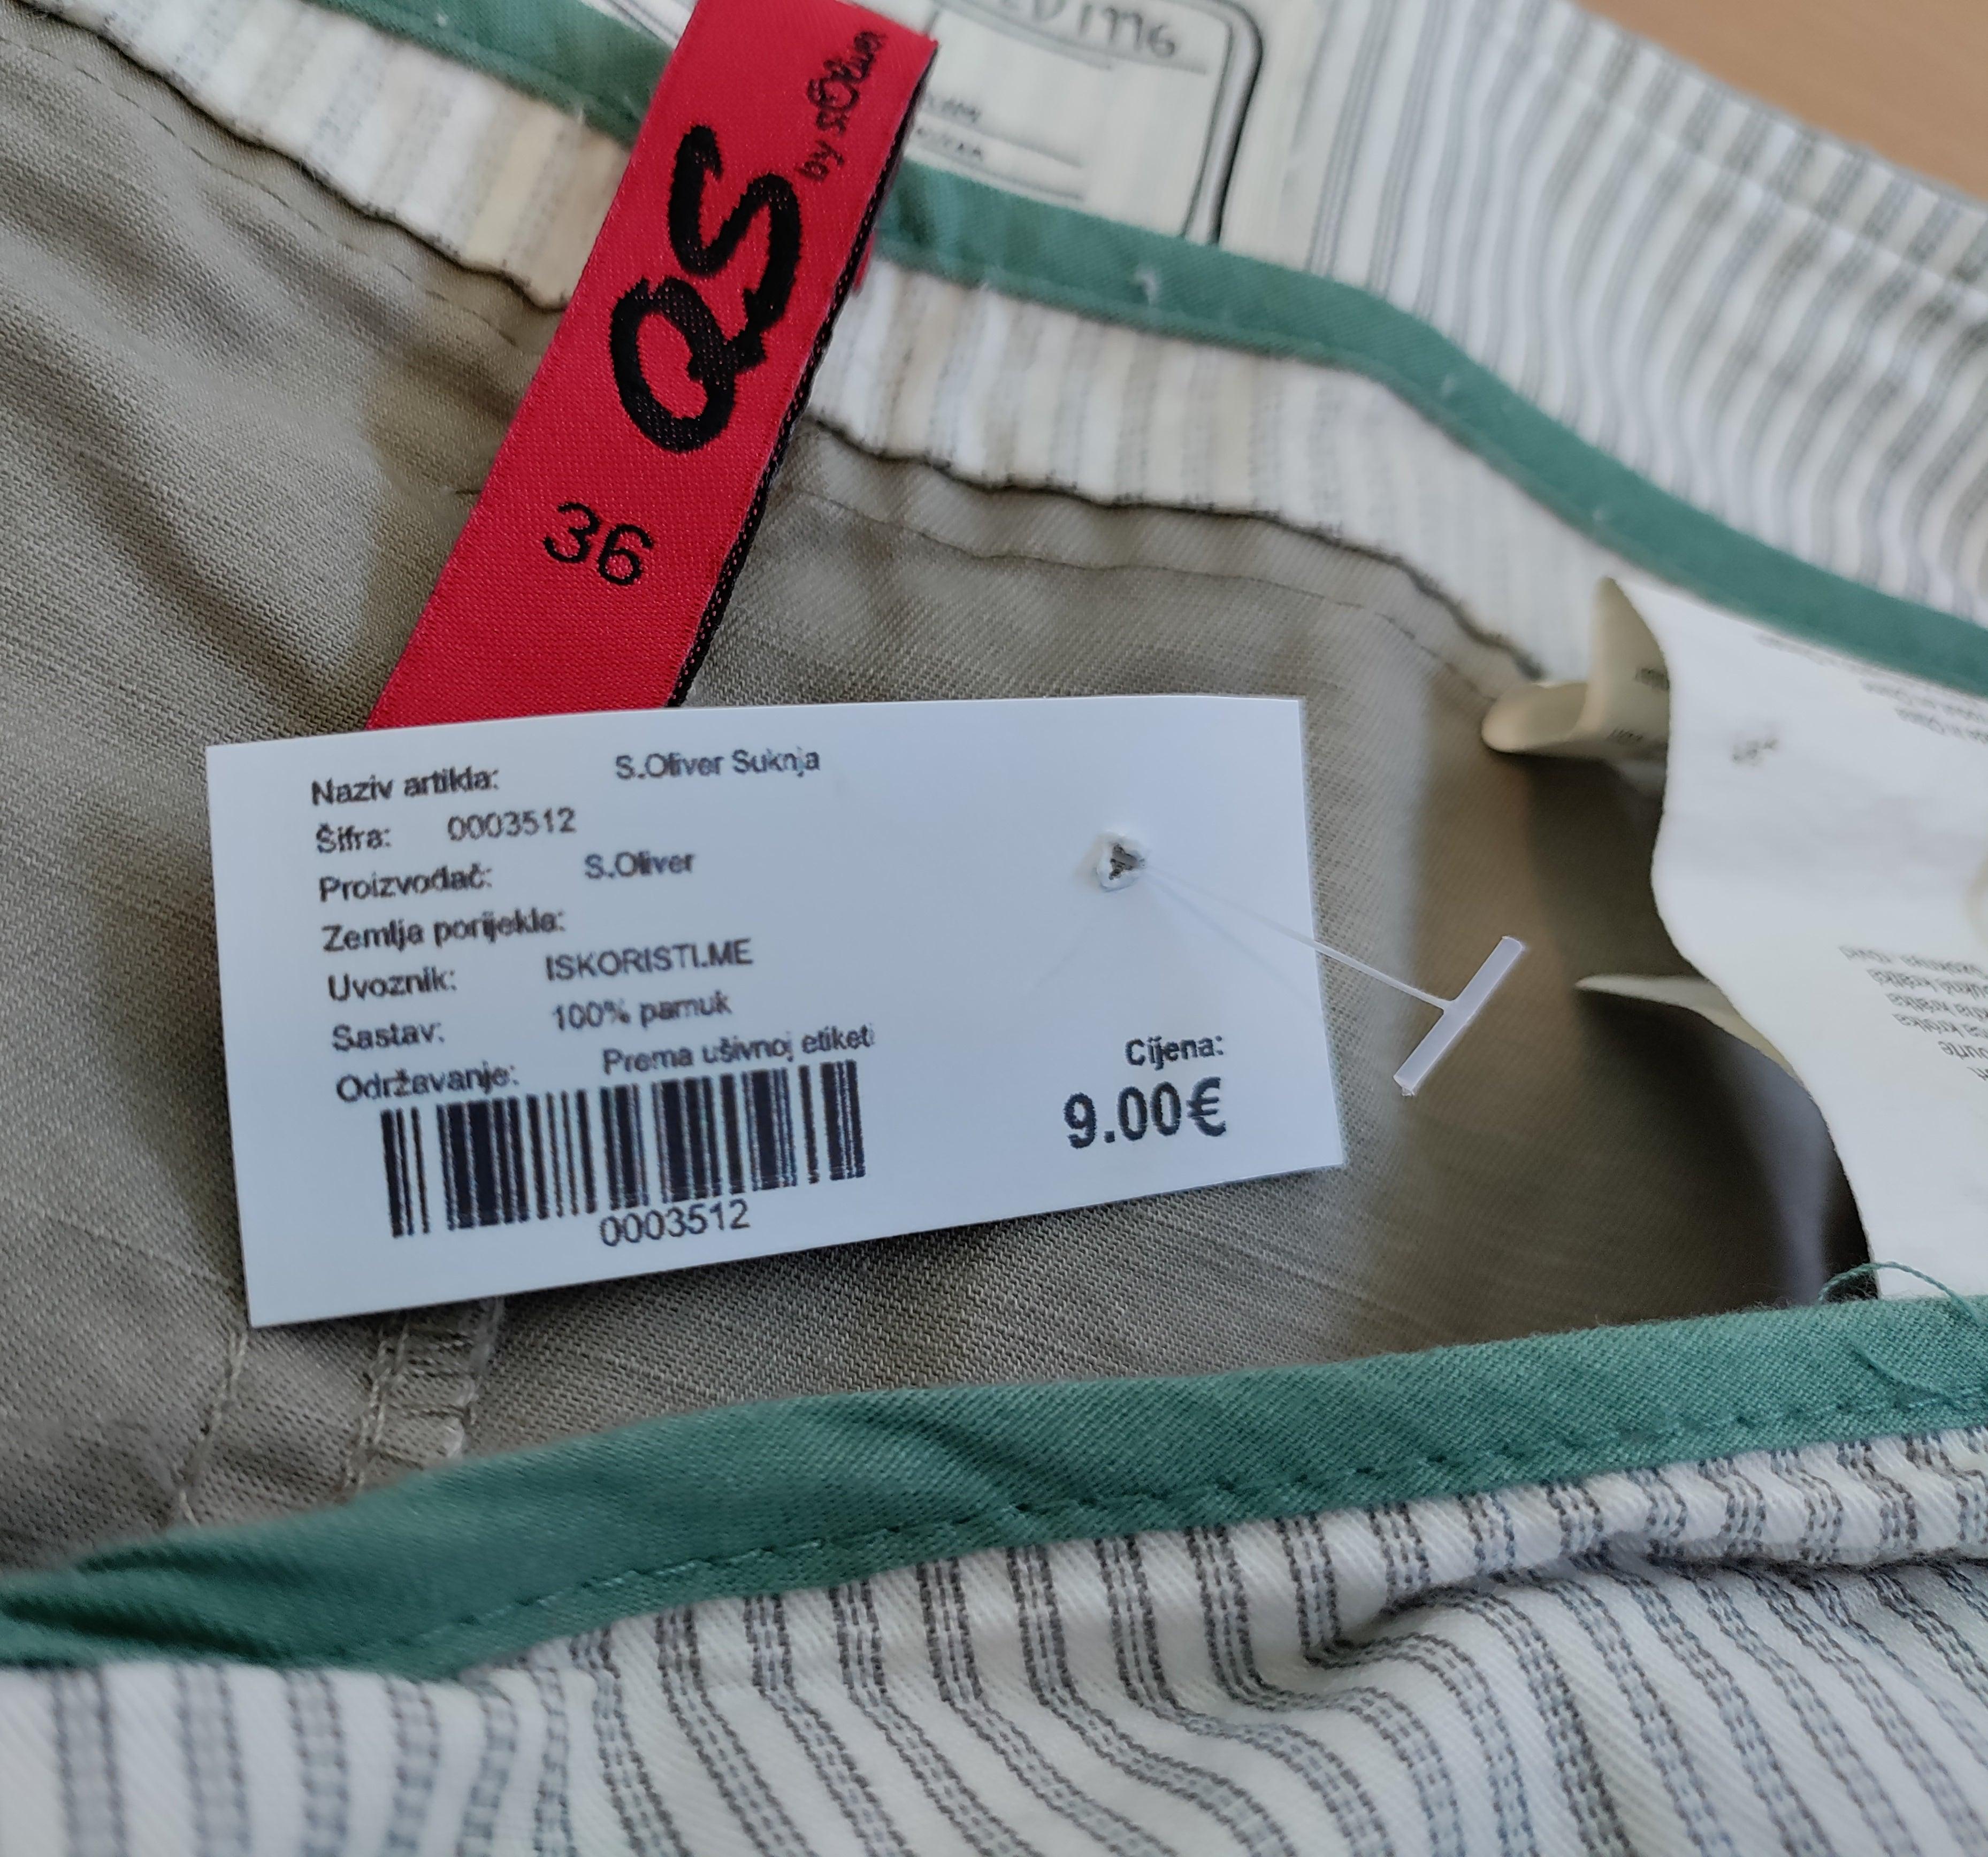 by s.Oliver
QS
36
Naziv artikla: S.Oliver Suknja
Šifra: 0003512
Proizvođač: S.Oliver
Zemlja porijekla:
Uvoznik: ISKORISTI.ME
Sastav: 100% pamuk
Održavanje: Prema ušivnoj etiketi
Cijena:
9.00€
0003512